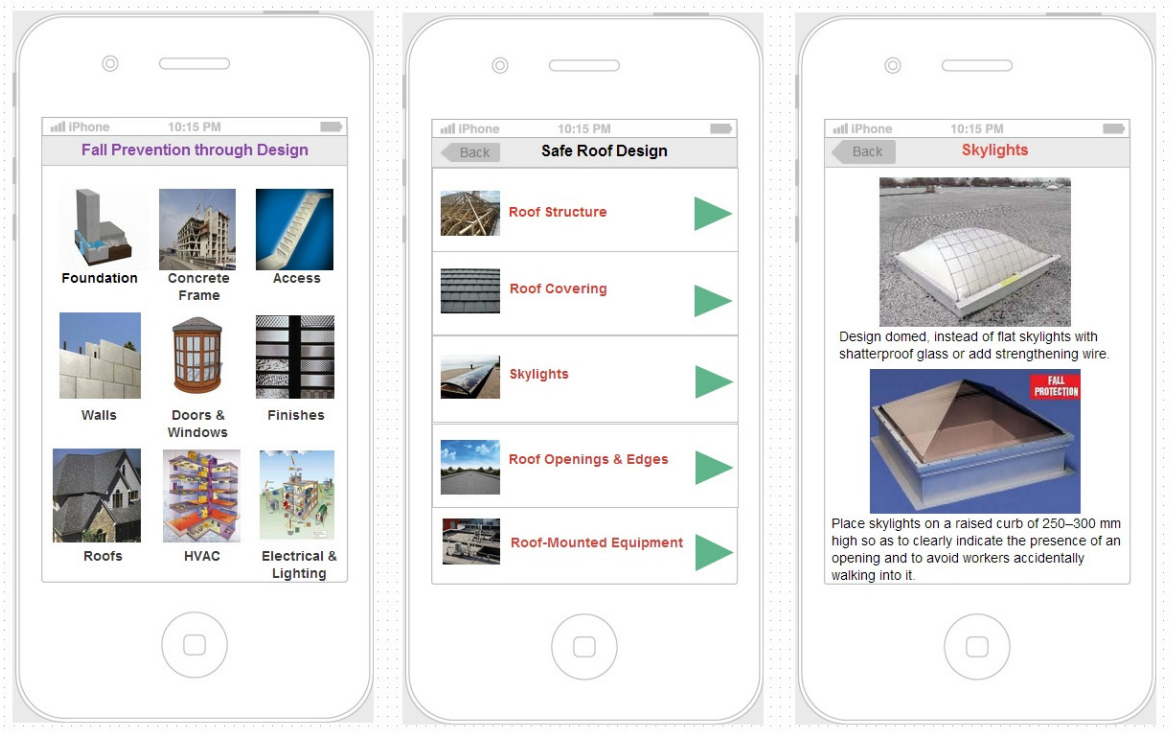 iPhone 10:15 PM
Fall Prevention through Design
Foundation
Concrete
Frame
Access
Walls
Doors &
Windows
Finishes
Roofs
HVAC
Electrical &
Lighting
iPhone 10:15 PM
Back Safe Roof Design
Roof Structure
Roof Covering
Skylights
Roof Openings & Edges
Roof-Mounted Equipment
iPhone 10:15 PM
Back Skylights
Design domed, instead of flat skylights with
shatterproof glass or add strengthening wire.
FALL
PROTECTION
Place skylights on a raised curb of 250–300 mm
high so as to clearly indicate the presence of an
opening and to avoid workers accidentally
walking into it.